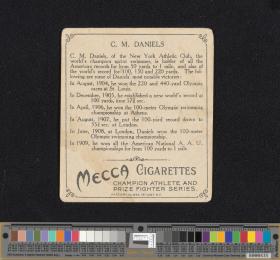 C. M. DANIELS
C. M. Daniels, of the New York Athletic Club, the
world's champion sprint swimmer, is holder of all the
American records from 50 yards to 1 mile, and also
of the world's record for 100, 150 and 220 yards. The fol-
lowing are some of Daniels, most notable victories:
In August, 1904, he won the 220 and 440-yard Olympic
races at St. Louis.
In December, 1905, he established a new world's record at
100 yards, time
In April, 1906, he won the 100-meter Olympic swimming
championship at Athens.
In August, 1907, he put the 100-yard record down to
at London.
In June, 1908, at London, Daniels won the 100-meter
Olympic swimming championship.
In 1909, he won all the American National A. A. U.
championships for from 100 yards to 1 mile.
MECCA CIGARETTES
CHAMPION ATHLETE AND
PRIZE FIGHTER SERIES.